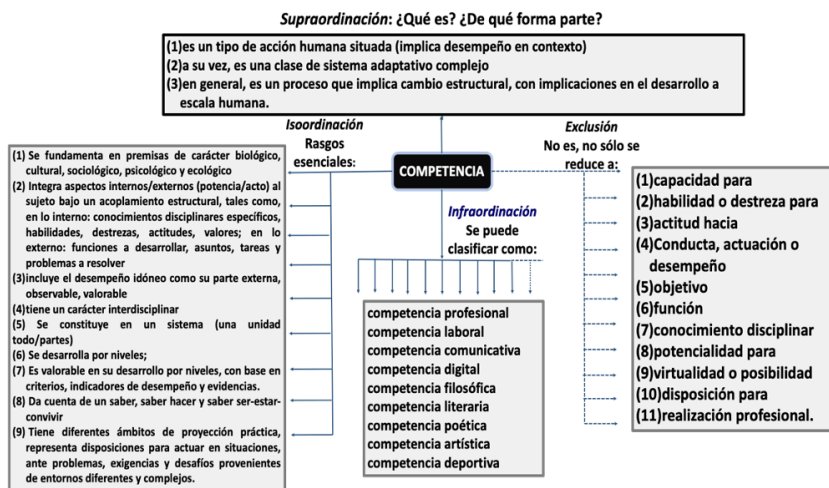 Supraordinación: ¿Qué es? ¿De qué forma parte?
(1)es un tipo de acción humana situada (implica desempeño en contexto)
(2)a su vez, es una clase de sistema adaptativo complejo
(3)en general, es un proceso que implica cambio estructural, con implicaciones en el desarrollo a
escala humana.
Isoordinación
Rasgos
esenciales:
(1) Se fundamenta en premisas de carácter biológico,
cultural, sociológico, psicológico y ecológico
(2) Integra aspectos internos/externos (potencia/acto) al
sujeto bajo un acoplamiento estructural, tales como,
en lo interno: conocimientos disciplinares específicos,
habilidades, destrezas, actitudes, valores; en lo
externo: funciones a desarrollar, asuntos, tareas y
problemas a resolver
(3)incluye el desempeño idóneo como su parte externa,
observable, valorable
(4)tiene un carácter interdisciplinar
(5) Se constituye en un sistema (una unidad
todo/partes)
(6) Se desarrolla por niveles;
(7) Es valorable en su desarrollo por niveles, con base en
criterios, indicadores de desempeño y evidencias.
(8) Da cuenta de un saber, saber hacer y saber ser-estar-
convivir
(9) Tiene diferentes ámbitos de proyección práctica,
representa disposiciones para actuar en situaciones,
ante problemas, exigencias y desafíos provenientes
de entornos diferentes y complejos.
COMPETENCIA
Infraordinación
Se puede
clasificar como:
competencia profesional
competencia laboral
competencia comunicativa
competencia digital
competencia filosófica
competencia literaria
competencia poética
competencia artística
competencia deportiva
Exclusión
No es, no sólo se
reduce a:
(1)capacidad para
(2)habilidad o destreza para
(3)actitud hacia
(4)Conducta, actuación o
desempeño
(5)objetivo
(6)función
(7)conocimiento disciplinar
(8)potencialidad para
(9)virtualidad o posibilidad
(10)disposición para
(11)realización profesional.